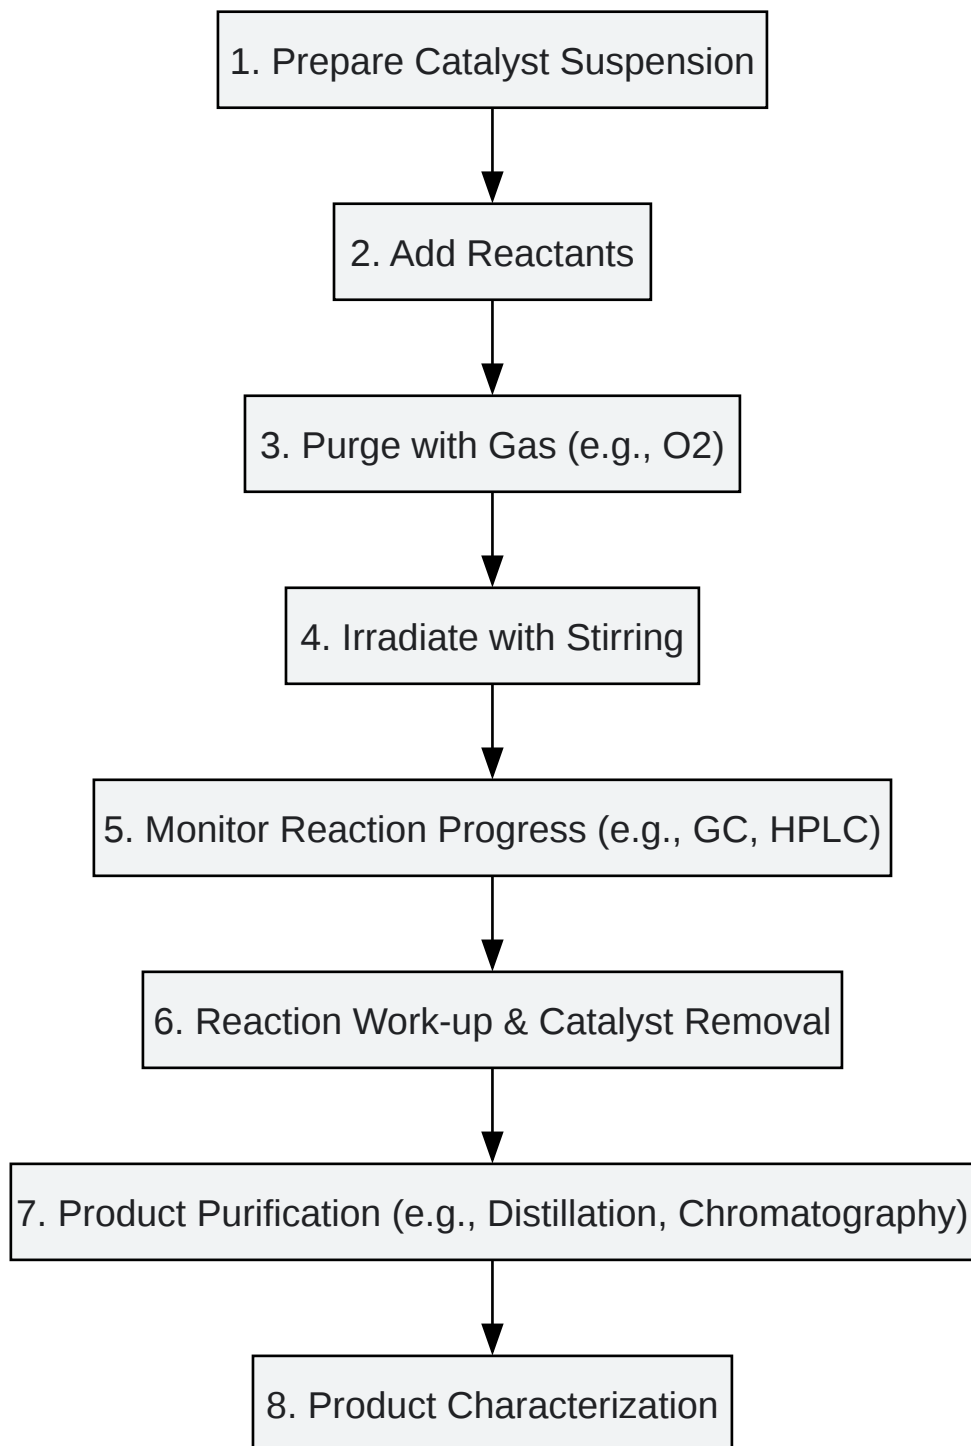 1. Prepare Catalyst Suspension
2. Add Reactants
3. Purge with Gas (e.g., O2)
4. Irradiate with Stirring
5. Monitor Reaction Progress (e.g., GC, HPLC)
6. Reaction Work-up & Catalyst Removal
7. Product Purification (e.g., Distillation, Chromatography)
8. Product Characterization